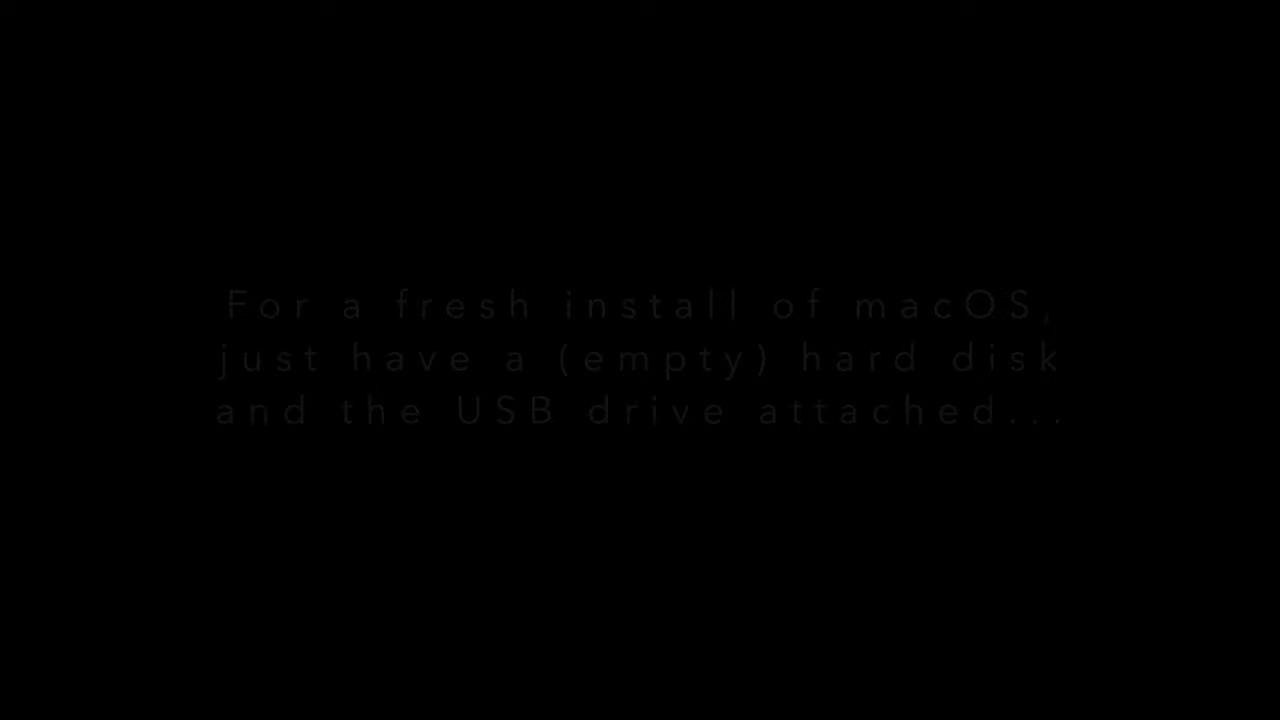 For a fresh install of macOS,
just have a (empty) hard disk
and the USB drive attached...